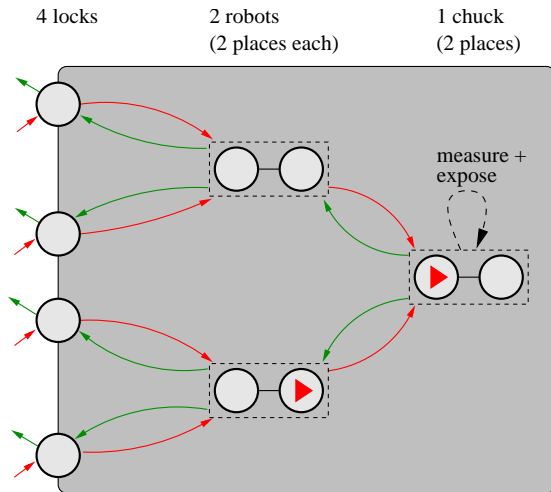 4 locks
2 robots
(2 places each)
1 chuck
(2 places)
measure +
expose